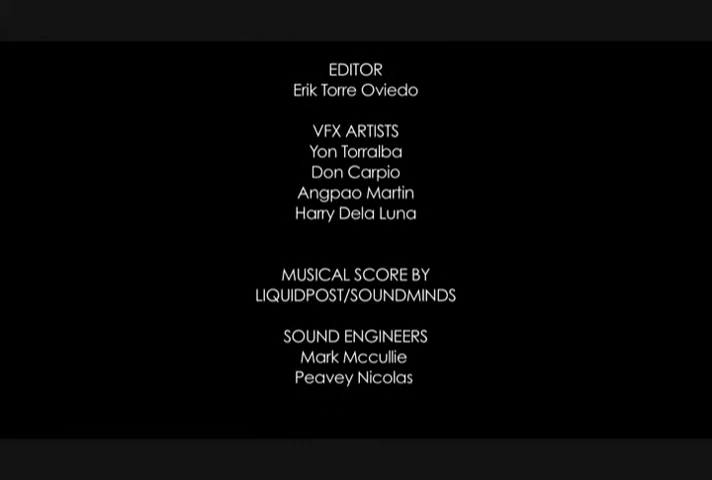 EDITOR
Erik Torre Oviedo
VFX ARTISTS
Yon Torralba
Don Carpio
Angpao Martin
Harry Dela Luna
MUSICAL SCORE BY
LIQUIDPOST/SOUNDMINDS
SOUND ENGINEERS
Mark Mccullie
Peavey Nicolas